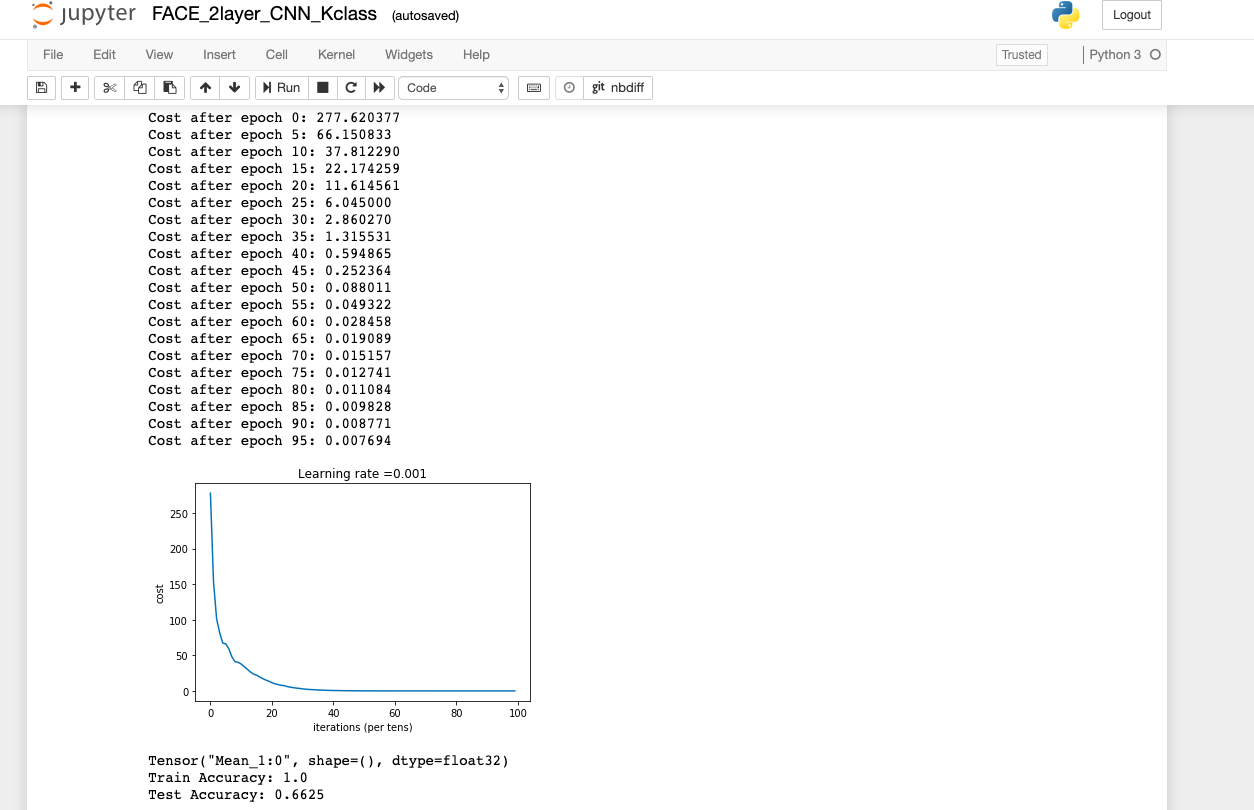 jupyter FACE_2layer_CNN_Kclass (autosaved) Logout
File Edit View Insert Cell Kernel Widgets Help Trusted Python 3
Run Code git nbdiff
Cost after epoch 0: 277.620377
Cost after epoch 5: 66.150833
Cost after epoch 10: 37.812290
Cost after epoch 15: 22.174259
Cost after epoch 20: 11.614561
Cost after epoch 25: 6.045000
Cost after epoch 30: 2.860270
Cost after epoch 35: 1.315531
Cost after epoch 40: 0.594865
Cost after epoch 45: 0.252364
Cost after epoch 50: 0.088011
Cost after epoch 55: 0.049322
Cost after epoch 60: 0.028458
Cost after epoch 65: 0.019089
Cost after epoch 70: 0.015157
Cost after epoch 75: 0.012741
Cost after epoch 80: 0.011084
Cost after epoch 85: 0.009828
Cost after epoch 90: 0.008771
Cost after epoch 95: 0.007694
Learning rate =0.001
250
200
150
100
50
0
cost
0 20 40 60 80 100
iterations (per tens)
Tensor("Mean_1:0", shape=(), dtype=float32)
Train Accuracy: 1.0
Test Accuracy: 0.6625